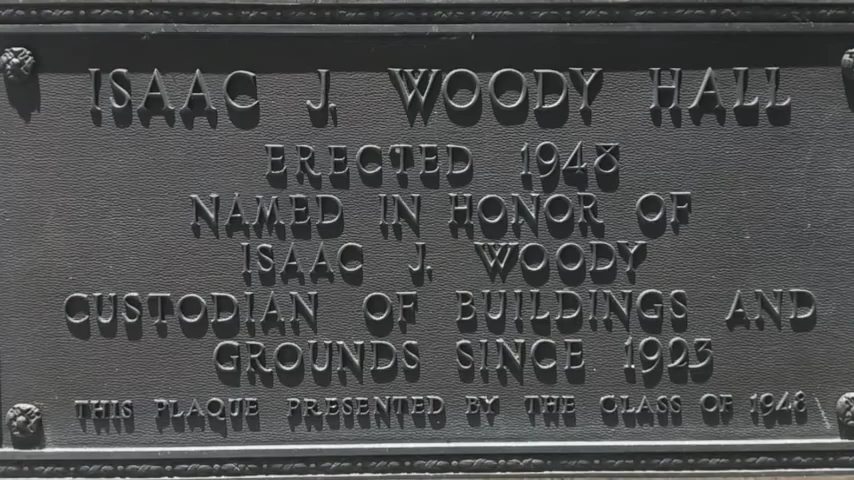 ISAAC J. WOODY HALL
ERECTED 1948
NAMED IN HONOR OF
ISAAC J. WOODY
CUSTODIAN OF BUILDINGS AND
GROUNDS SINCE 1923
THIS PLAQUE PRESENTED BY THE CLASS OF 1948